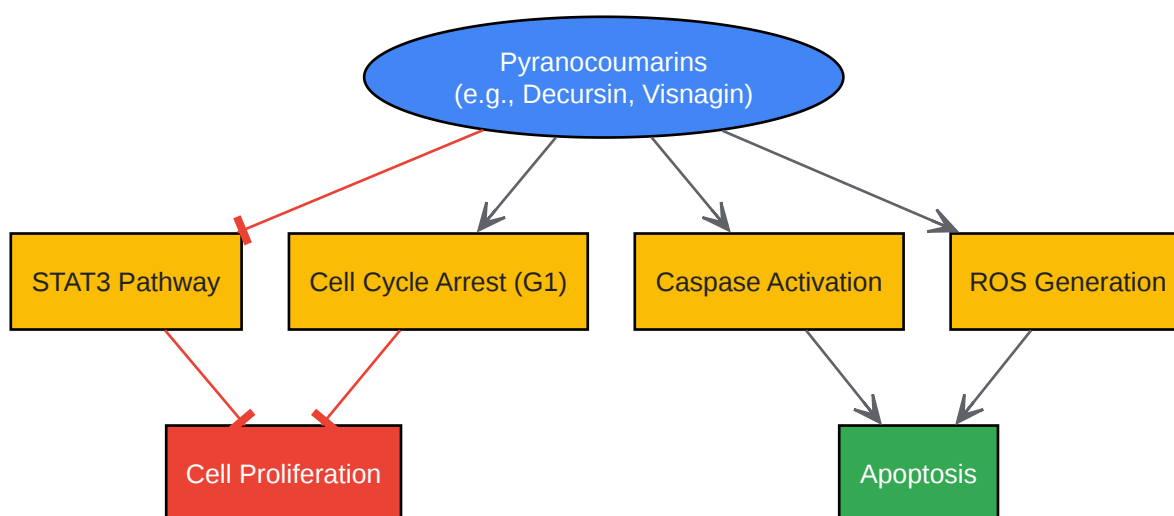 Pyranocoumarins
(e.g., Decursin, Visnagin)
STAT3 Pathway
Cell Cycle Arrest (G1)
Caspase Activation
ROS Generation
Cell Proliferation
Apoptosis